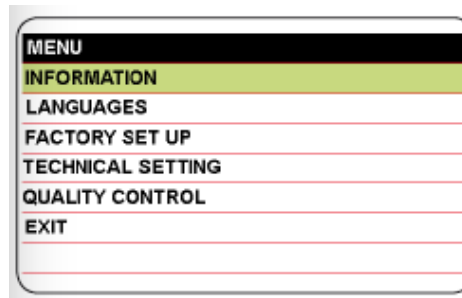 MENU
INFORMATION
LANGUAGES
FACTORY SET UP
TECHNICAL SETTING
QUALITY CONTROL
EXIT